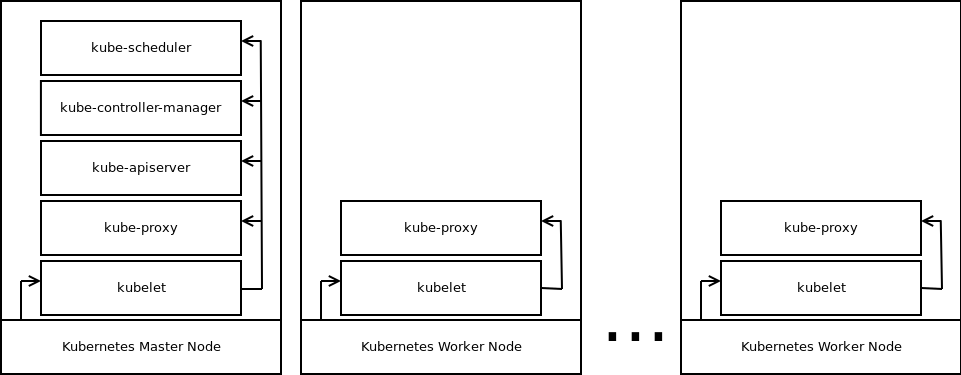 kube-scheduler
kube-controller-manager
kube-apiserver
kube-proxy
kubelet
Kubernetes Master Node
kube-proxy
kubelet
Kubernetes Worker Node
...
kube-proxy
kubelet
Kubernetes Worker Node